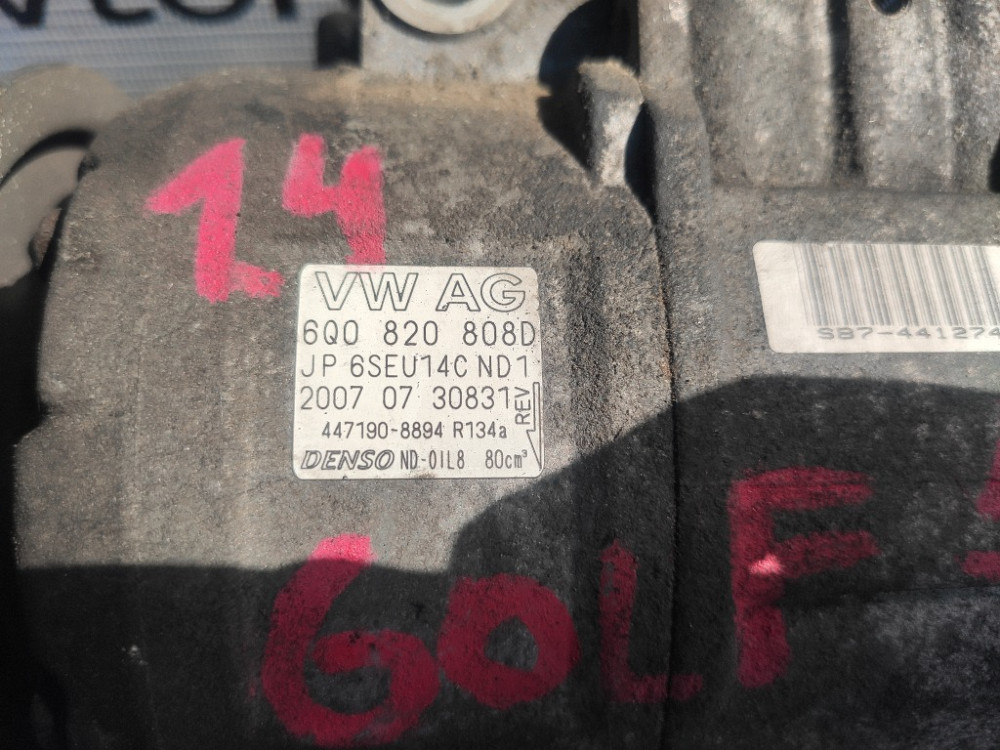 14
VW AG
6Q0 820 808D
JP 6SEU14C ND1
2007 07 30831
REV
447190-8894 R134a
DENSO ND-OIL8 80cm³
SB7-441274
GOLF